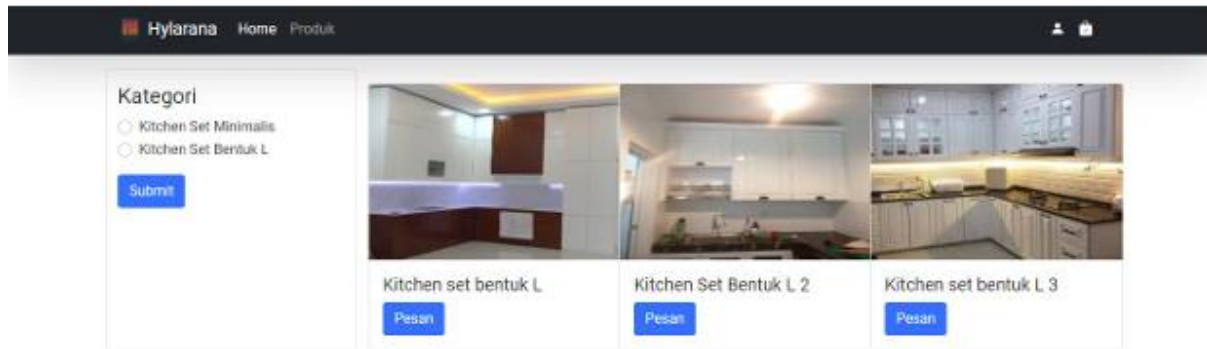 Hylarana Home Produk
Kategori
Kitchen Set Minimalis
Kitchen Set Bentuk L
Submit
Kitchen set bentuk L
Pesan
Kitchen Set Bentuk L 2
Pesan
Kitchen set bentuk L 3
Pesan